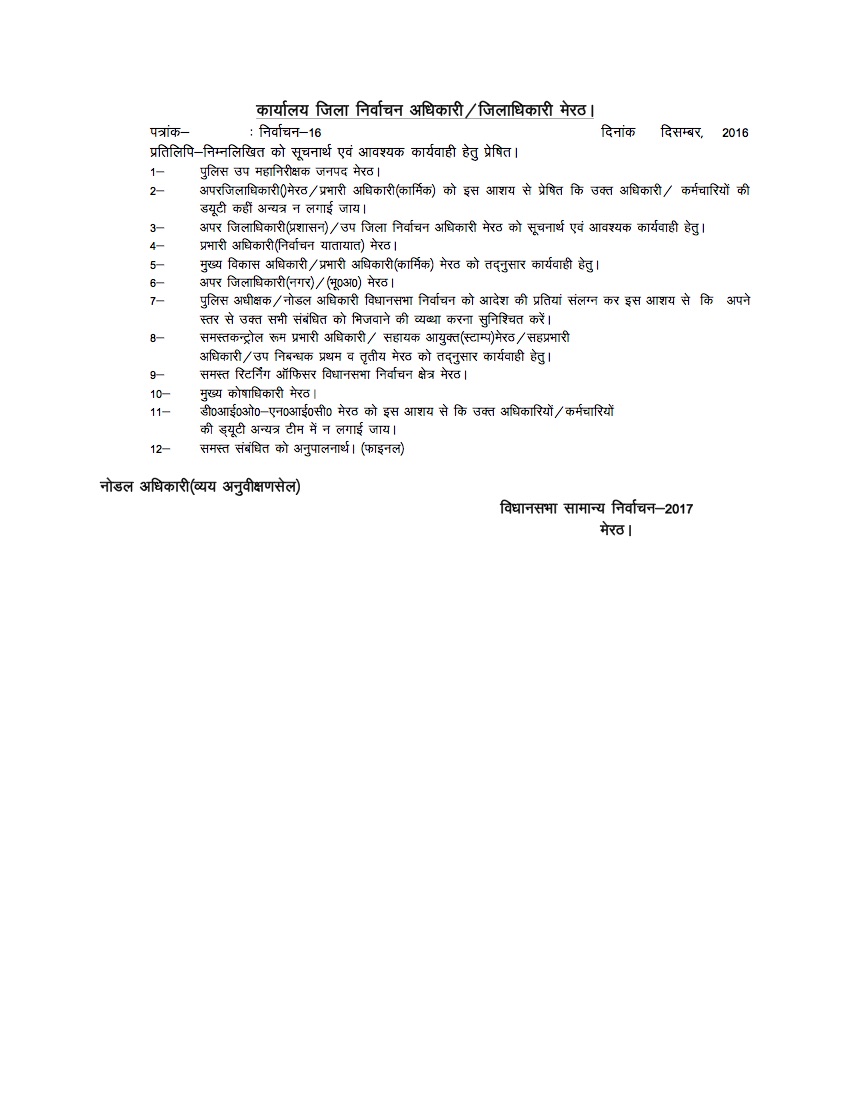 कार्यालय जिला निर्वाचन अधिकारी/जिलाधिकारी मेरठ।
पत्रांक– : निर्वाचन–16 दिनांक दिसम्बर, 2016
प्रतिलिपि–निम्नलिखित को सूचनार्थ एवं आवश्यक कार्यवाही हेतु प्रेषित।
1– पुलिस उप महानिरीक्षक जनपद मेरठ।
2– अपरजिलाधिकारी()मेरठ/प्रभारी अधिकारी(कार्मिक) को इस आशय से प्रेषित कि उक्त अधिकारी/ कर्मचारियों की
डयूटी कहीं अन्यत्र न लगाई जाय।
3– अपर जिलाधिकारी(प्रशासन)/उप जिला निर्वाचन अधिकारी मेरठ को सूचनार्थ एवं आवश्यक कार्यवाही हेतु।
4– प्रभारी अधिकारी(निर्वाचन यातायात) मेरठ।
5– मुख्य विकास अधिकारी/प्रभारी अधिकारी(कार्मिक) मेरठ को तद्नुसार कार्यवाही हेतु।
6– अपर जिलाधिकारी(नगर)/(भू0अ0) मेरठ।
7– पुलिस अधीक्षक/नोडल अधिकारी विधानसभा निर्वाचन को आदेश की प्रतियां संलग्न कर इस आशय से कि अपने
स्तर से उक्त सभी संबंधित को भिजवाने की व्यव्था करना सुनिश्चित करें।
8– समस्तकन्ट्रोल रूम प्रभारी अधिकारी/ सहायक आयुक्त(स्टाम्प)मेरठ/सहप्रभारी
अधिकारी/उप निबन्धक प्रथम व तृतीय मेरठ को तद्नुसार कार्यवाही हेतु।
9– समस्त रिटर्निंग ऑफिसर विधानसभा निर्वाचन क्षेत्र मेरठ।
10– मुख्य कोषाधिकारी मेरठ।
11– डी0आई0ओ0–एन0आई0सी0 मेरठ को इस आशय से कि उक्त अधिकारियों/कर्मचारियों
की ड्यूटी अन्यत्र टीम में न लगाई जाय।
12– समस्त संबंधित को अनुपालनार्थ। (फाइनल)
नोडल अधिकारी(व्यय अनुवीक्षणसेल)
विधानसभा सामान्य निर्वाचन–2017
मेरठ।